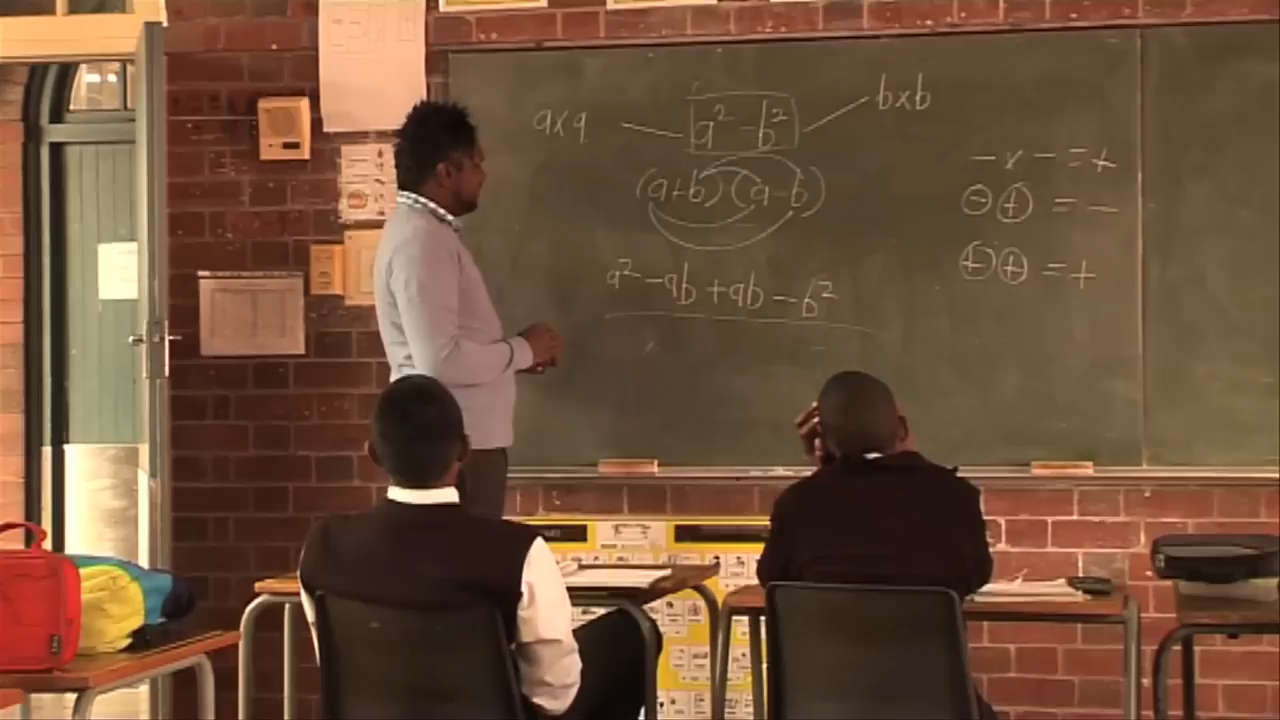 a×a a² - b² b×b
(a+b)(a-b)
a² - ab + ab - b²
- × - = +
- + = -
+ + = +